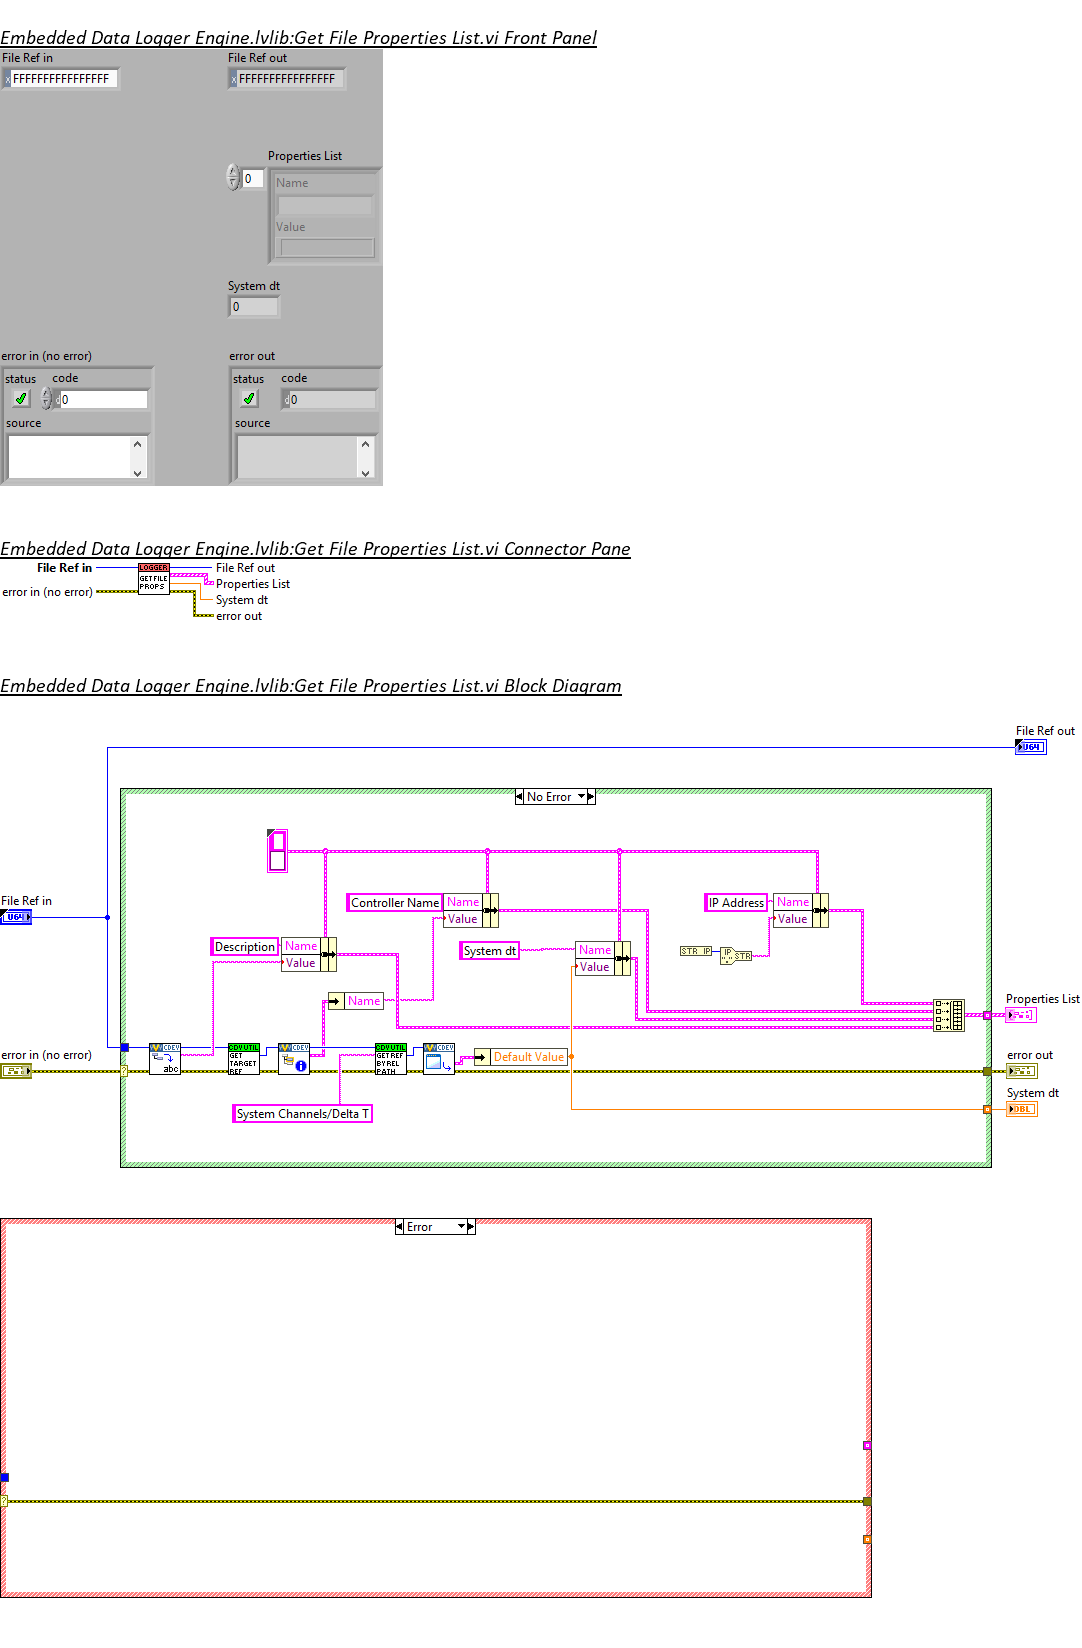 Embedded Data Logger Engine.lvlib:Get File Properties List.vi Front Panel
File Ref in
File Ref out
x FFFFFFFFFFFFFFFF
x FFFFFFFFFFFFFFFF
Properties List
0
Name
Value
System dt
0
error in (no error)
error out
status code
status code
d 0
d 0
source
source
Embedded Data Logger Engine.lvlib:Get File Properties List.vi Connector Pane
File Ref in
error in (no error)
LOGGER
GET FILE
PROPS
File Ref out
Properties List
System dt
error out
Embedded Data Logger Engine.lvlib:Get File Properties List.vi Block Diagram
File Ref out
U64
No Error
File Ref in
U64
Controller Name
Name
Value
IP Address
Name
Value
Description
Name
Value
System dt
Name
Value
STR IP
IP
STR
Name
Properties List
error in (no error)
?
CDEV
abc
CDV UTIL
GET
TARGET
REF
CDEV
i
CDV UTIL
GET REF
BY REL
PATH
CDEV
Default Value
error out
System dt
DBL
System Channels/Delta T
Error
?